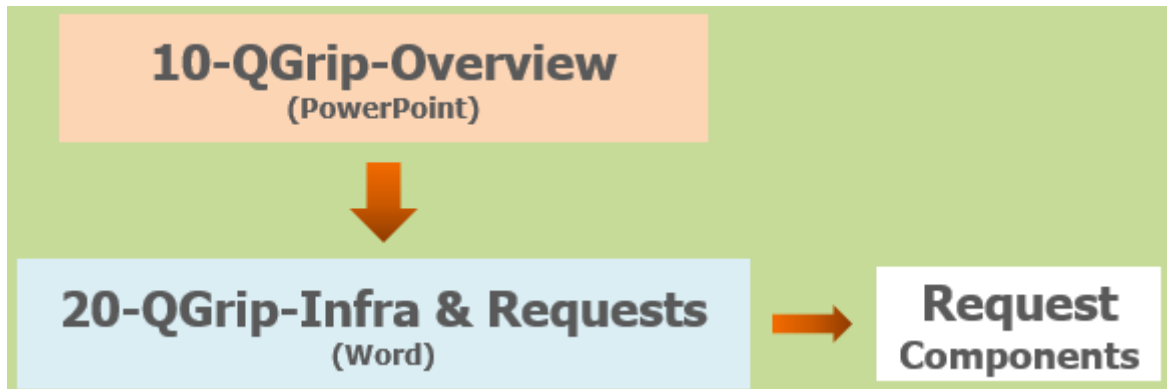 10-QGrip-Overview
(PowerPoint)
20-QGrip-Infra & Requests
(Word)
Request
Components